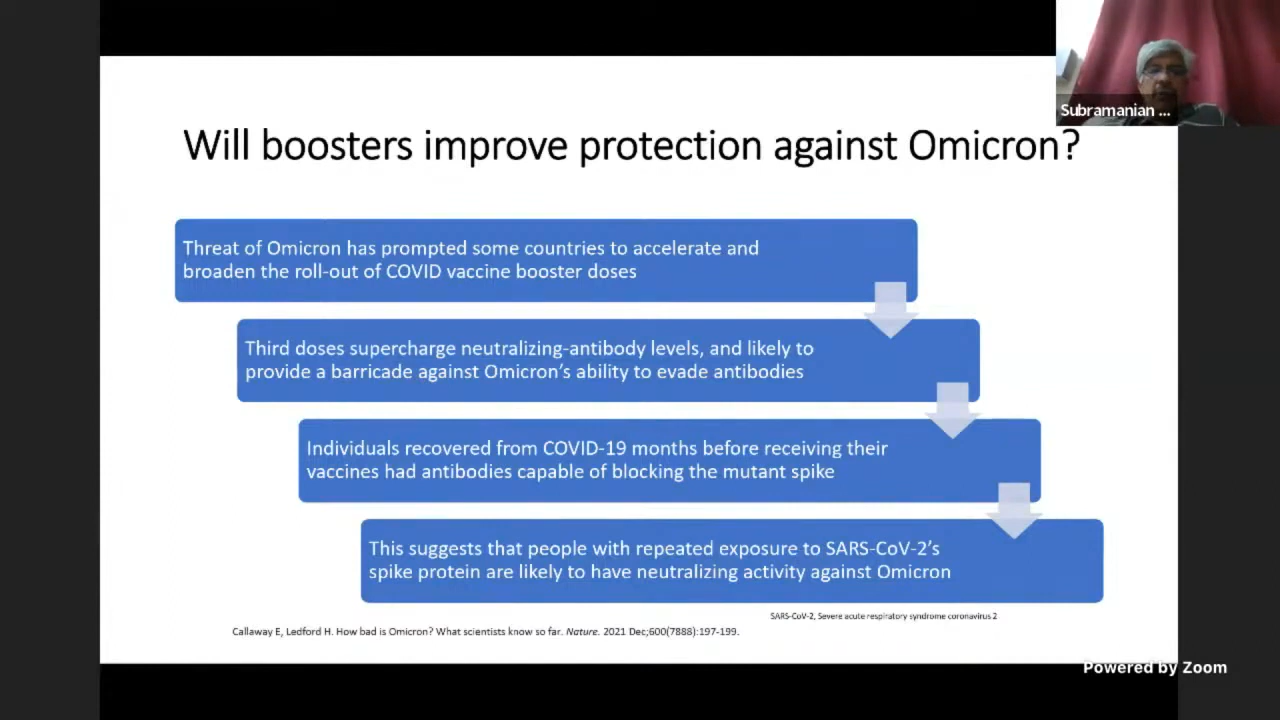 Subramanian ...
Will boosters improve protection against Omicron?
Threat of Omicron has prompted some countries to accelerate and
broaden the roll-out of COVID vaccine booster doses
Third doses supercharge neutralizing-antibody levels, and likely to
provide a barricade against Omicron’s ability to evade antibodies
Individuals recovered from COVID-19 months before receiving their
vaccines had antibodies capable of blocking the mutant spike
This suggests that people with repeated exposure to SARS-CoV-2’s
spike protein are likely to have neutralizing activity against Omicron
SARS-CoV-2, Severe acute respiratory syndrome coronavirus 2
Callaway E, Ledford H. How bad is Omicron? What scientists know so far. Nature. 2021 Dec;600(7888):197-199.
Powered by Zoom